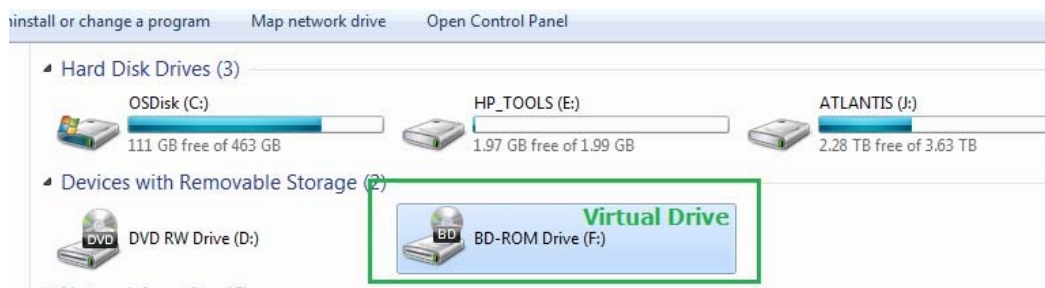 ninstall or change a program Map network drive Open Control Panel
Hard Disk Drives (3)
OSDisk (C:) HP_TOOLS (E:) ATLANTIS (J:)
111 GB free of 463 GB 1.97 GB free of 1.99 GB 2.28 TB free of 3.63 TB
Devices with Removable Storage (2)
Virtual Drive
DVD DVD RW Drive (D:) BD BD-ROM Drive (F:)